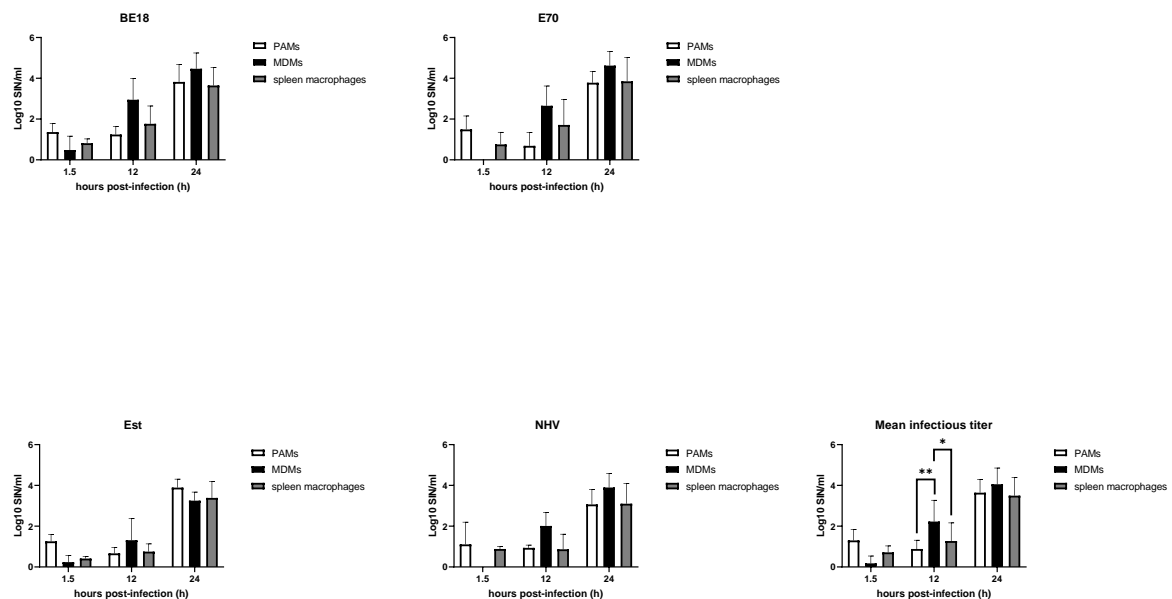 BE18
6
4
2
0
Log10 SIN/ml
1.5
12
24
hours post-infection (h)
PAMs
MDMs
spleen macrophages
E70
6
4
2
0
Log10 SIN/ml
1.5
12
24
hours post-infection (h)
PAMs
MDMs
spleen macrophages
Est
6
4
2
0
Log10 SIN/ml
1.5
12
24
hours post-infection (h)
PAMs
MDMs
spleen macrophages
NHV
6
4
2
0
Log10 SIN/ml
1.5
12
24
hours post-infection (h)
PAMs
MDMs
spleen macrophages
Mean infectious titer
6
4
2
0
Log10 SIN/ml
*
**
1.5
12
24
hours post-infection (h)
PAMs
MDMs
spleen macrophages